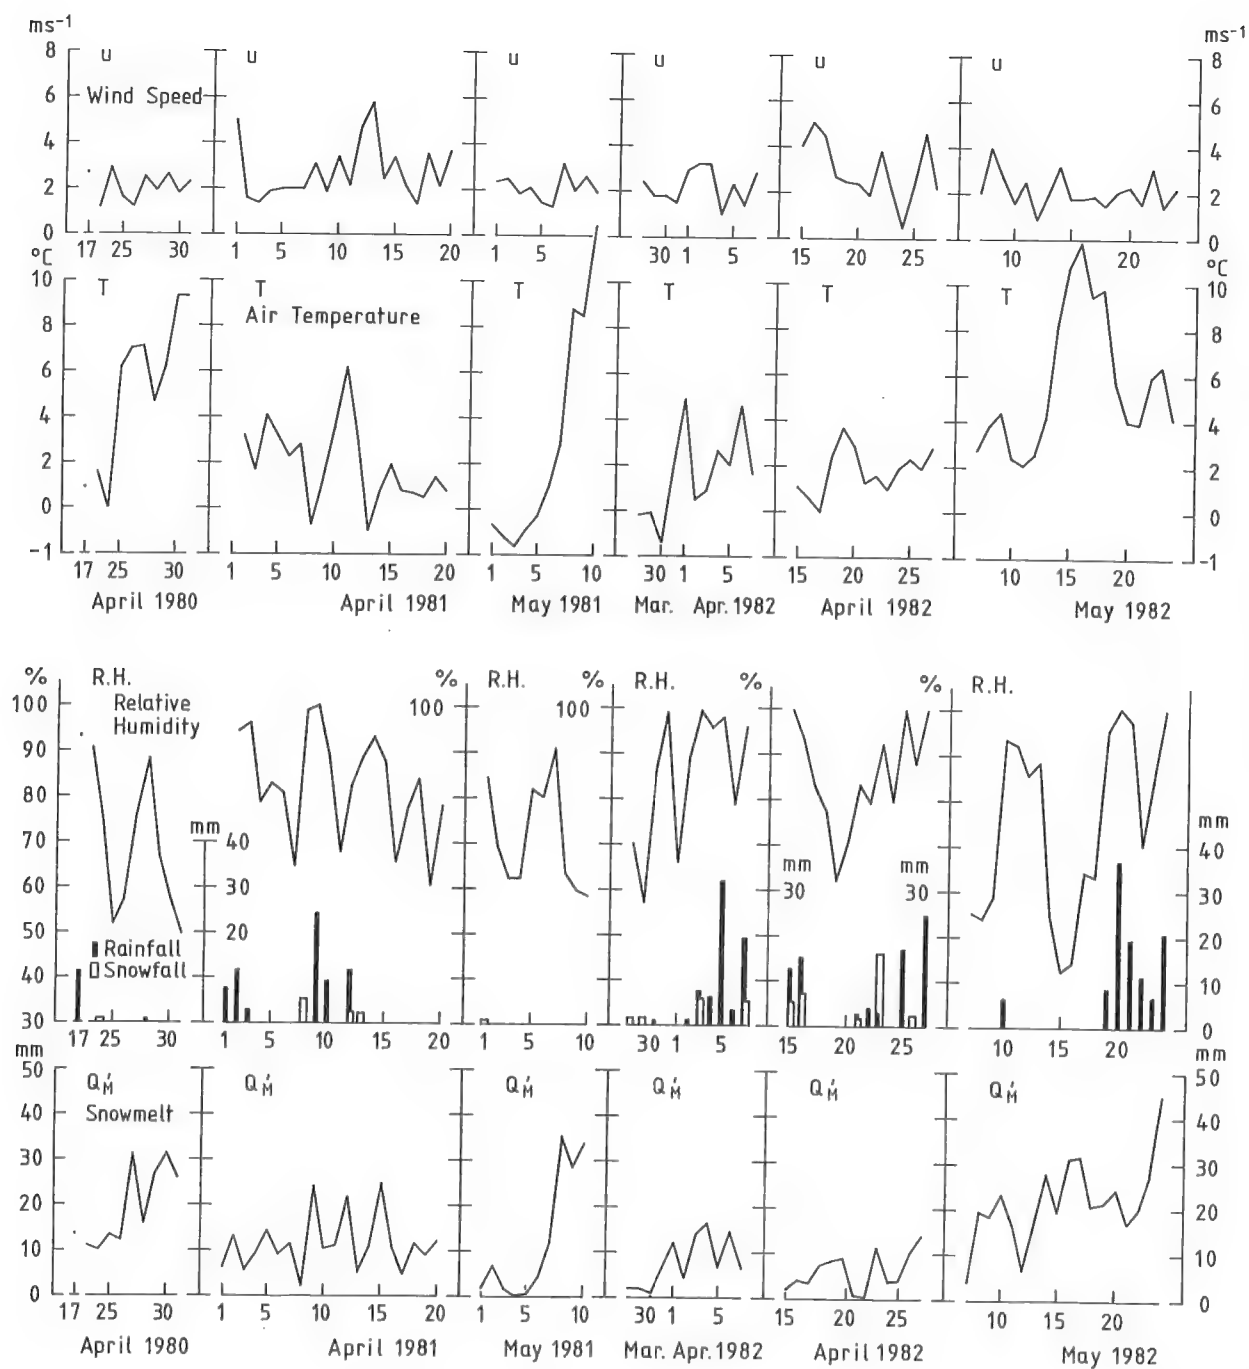 ms⁻¹
ms⁻¹
8 U U U U U U 8
Wind Speed
6 6
4 4
2 2
0 0
17 25 30 1 5 10 15 20 1 5 30 1 5 15 20 25 10 20
°C °C
10 T T T T T T 10
Air Temperature
8 8
6 6
4 4
2 2
0 0
-1 -1
17 25 30 1 5 10 15 20 1 5 10 30 1 5 15 20 25 10 15 20
April 1980 April 1981 May 1981 Mar. Apr. 1982 April 1982 May 1982
% R.H. % R.H. % R.H. % % R.H.
100 Relative 100 100
Humidity
90
80
70 mm 40 mm
60 30 mm mm 40
30 30 30
50 20 20
Rainfall
40 10 Snowfall 10
30 0
17 25 30 1 5 10 15 20 1 5 10 30 1 5 15 20 25 10 15 20
mm mm
50 Q′M Q′M Q′M Q′M Q′M Q′M 50
Snowmelt
40 40
30 30
20 20
10 10
0 0
17 25 30 1 5 10 15 20 1 5 10 30 1 5 15 20 25 10 15 20
April 1980 April 1981 May 1981 Mar. Apr. 1982 April 1982 May 1982